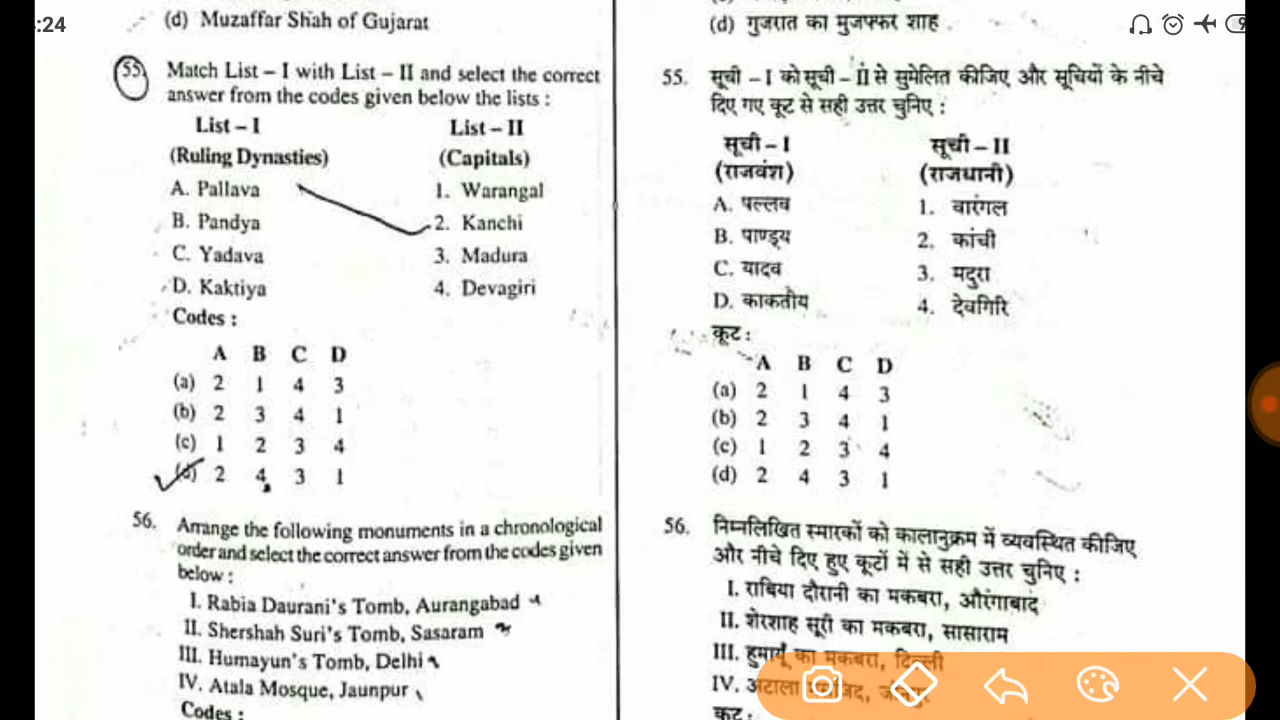 :24
(d) Muzaffar Shah of Gujarat
55. Match List – I with List – II and select the correct
answer from the codes given below the lists :
List – I List – II
(Ruling Dynasties) (Capitals)
A. Pallava 1. Warangal
B. Pandya 2. Kanchi
C. Yadava 3. Madura
D. Kaktiya 4. Devagiri
Codes :
A B C D
(a) 2 1 4 3
(b) 2 3 4 1
(c) 1 2 3 4
(d) 2 4 3 1
56. Arrange the following monuments in a chronological
order and select the correct answer from the codes given
below :
I. Rabia Daurani's Tomb, Aurangabad
II. Shershah Suri's Tomb, Sasaram
III. Humayun's Tomb, Delhi
IV. Atala Mosque, Jaunpur
Codes :
(d) गुजरात का मुजफ्फर शाह
55. सूची – I को सूची – II से सुमेलित कीजिए और सूचियों के नीचे
दिए गए कूट से सही उत्तर चुनिए :
सूची – I सूची – II
(राजवंश) (राजधानी)
A. पल्लव 1. वारंगल
B. पाण्ड्य 2. कांची
C. यादव 3. मदुरा
D. काकतीय 4. देवगिरि
कूट :
A B C D
(a) 2 1 4 3
(b) 2 3 4 1
(c) 1 2 3 4
(d) 2 4 3 1
56. निम्नलिखित स्मारकों को कालानुक्रम में व्यवस्थित कीजिए
और नीचे दिए हुए कूटों में से सही उत्तर चुनिए :
I. राबिया दौरानी का मकबरा, औरंगाबाद
II. शेरशाह सूरी का मकबरा, सासाराम
III. हुमायूँ का मकबरा, दिल्ली
IV. अटाला
कूट :